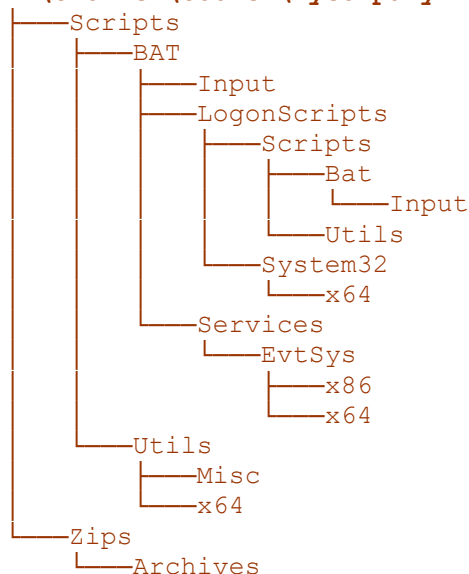 Scripts
BAT
Input
LogonScripts
Scripts
Bat
Input
Utils
System32
x64
Services
EvtSys
x86
x64
Utils
Misc
x64
Zips
Archives